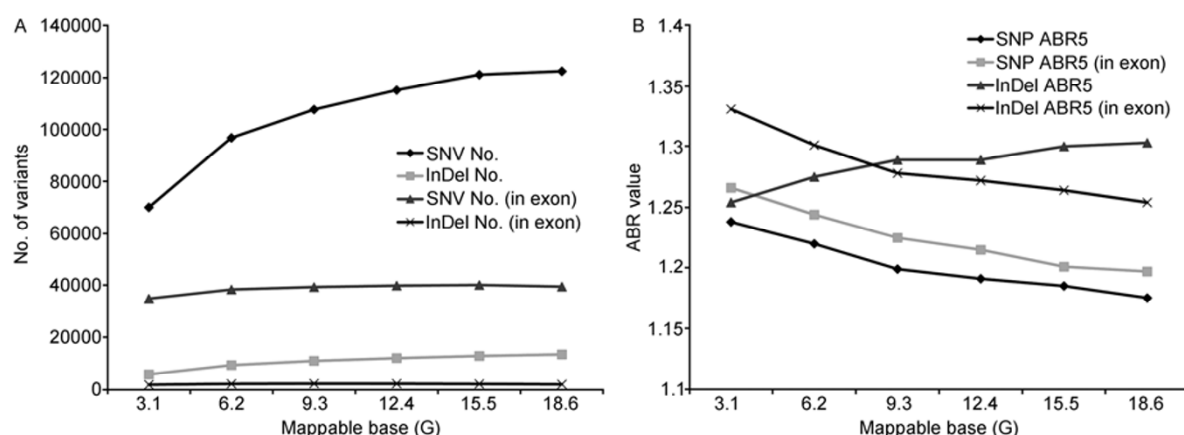 A
No. of variants
140000
120000
100000
80000
60000
40000
20000
0
SNV No.
InDel No.
SNV No. (in exon)
InDel No. (in exon)
3.1 6.2 9.3 12.4 15.5 18.6
Mappable base (G)
B
ABR value
1.4
1.35
1.3
1.25
1.2
1.15
1.1
SNP ABR5
SNP ABR5 (in exon)
InDel ABR5
InDel ABR5 (in exon)
3.1 6.2 9.3 12.4 15.5 18.6
Mappable base (G)